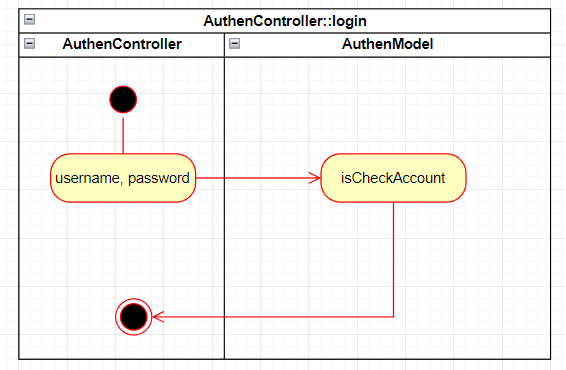 AuthenController::login
AuthenController
AuthenModel
username, password
isCheckAccount